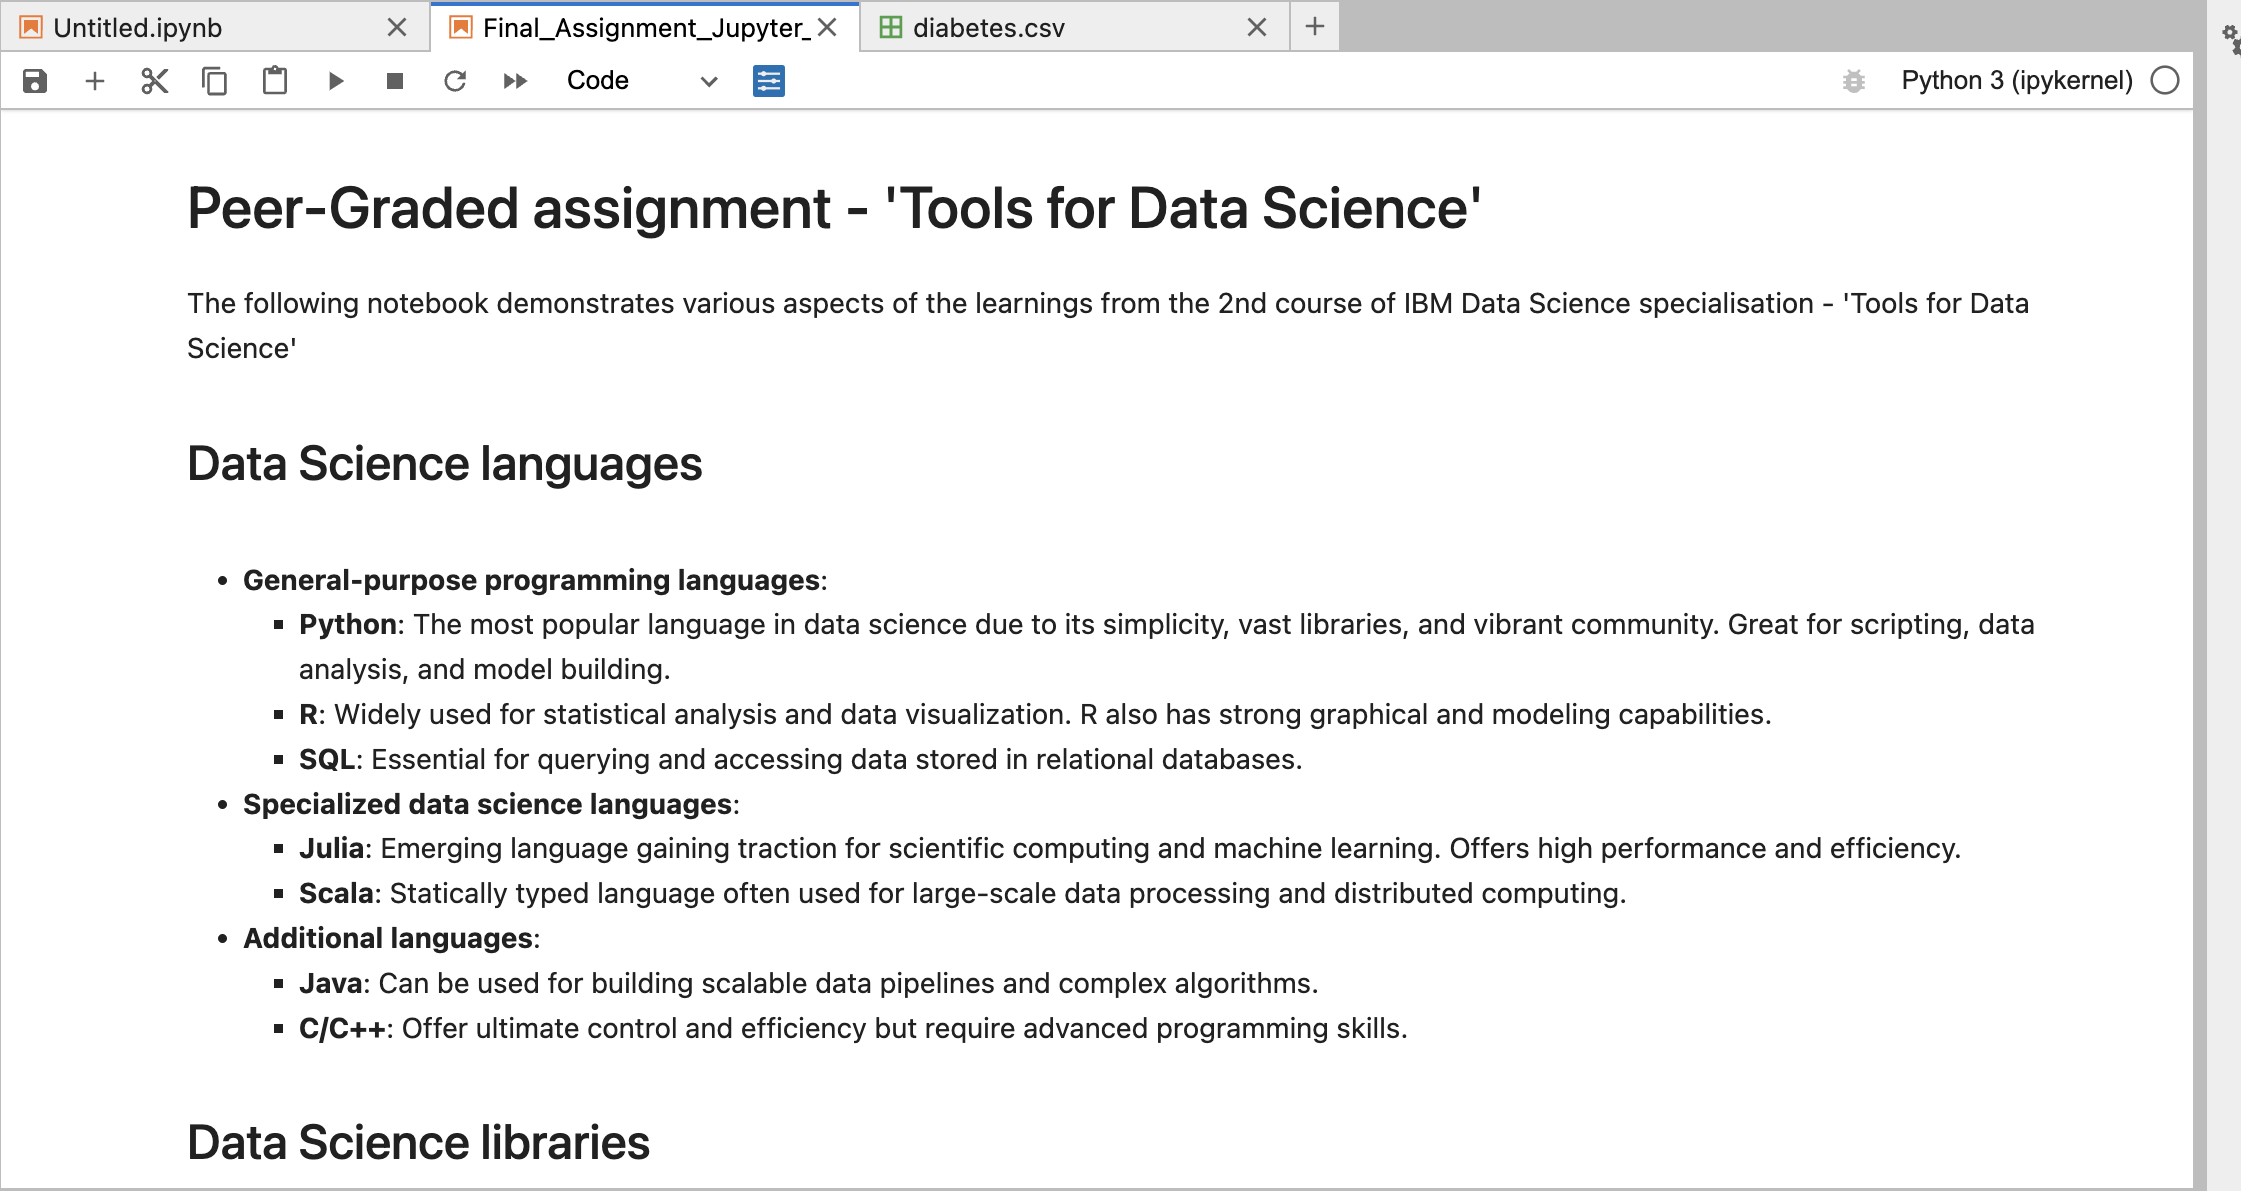 Untitled.ipynb
Final_Assignment_Jupyter_
diabetes.csv
Code
Python 3 (ipykernel)
Peer-Graded assignment - 'Tools for Data Science'
The following notebook demonstrates various aspects of the learnings from the 2nd course of IBM Data Science specialisation - 'Tools for Data
Science'
Data Science languages
• General-purpose programming languages:
▪ Python: The most popular language in data science due to its simplicity, vast libraries, and vibrant community. Great for scripting, data
analysis, and model building.
▪ R: Widely used for statistical analysis and data visualization. R also has strong graphical and modeling capabilities.
▪ SQL: Essential for querying and accessing data stored in relational databases.
• Specialized data science languages:
▪ Julia: Emerging language gaining traction for scientific computing and machine learning. Offers high performance and efficiency.
▪ Scala: Statically typed language often used for large-scale data processing and distributed computing.
• Additional languages:
▪ Java: Can be used for building scalable data pipelines and complex algorithms.
▪ C/C++: Offer ultimate control and efficiency but require advanced programming skills.
Data Science libraries